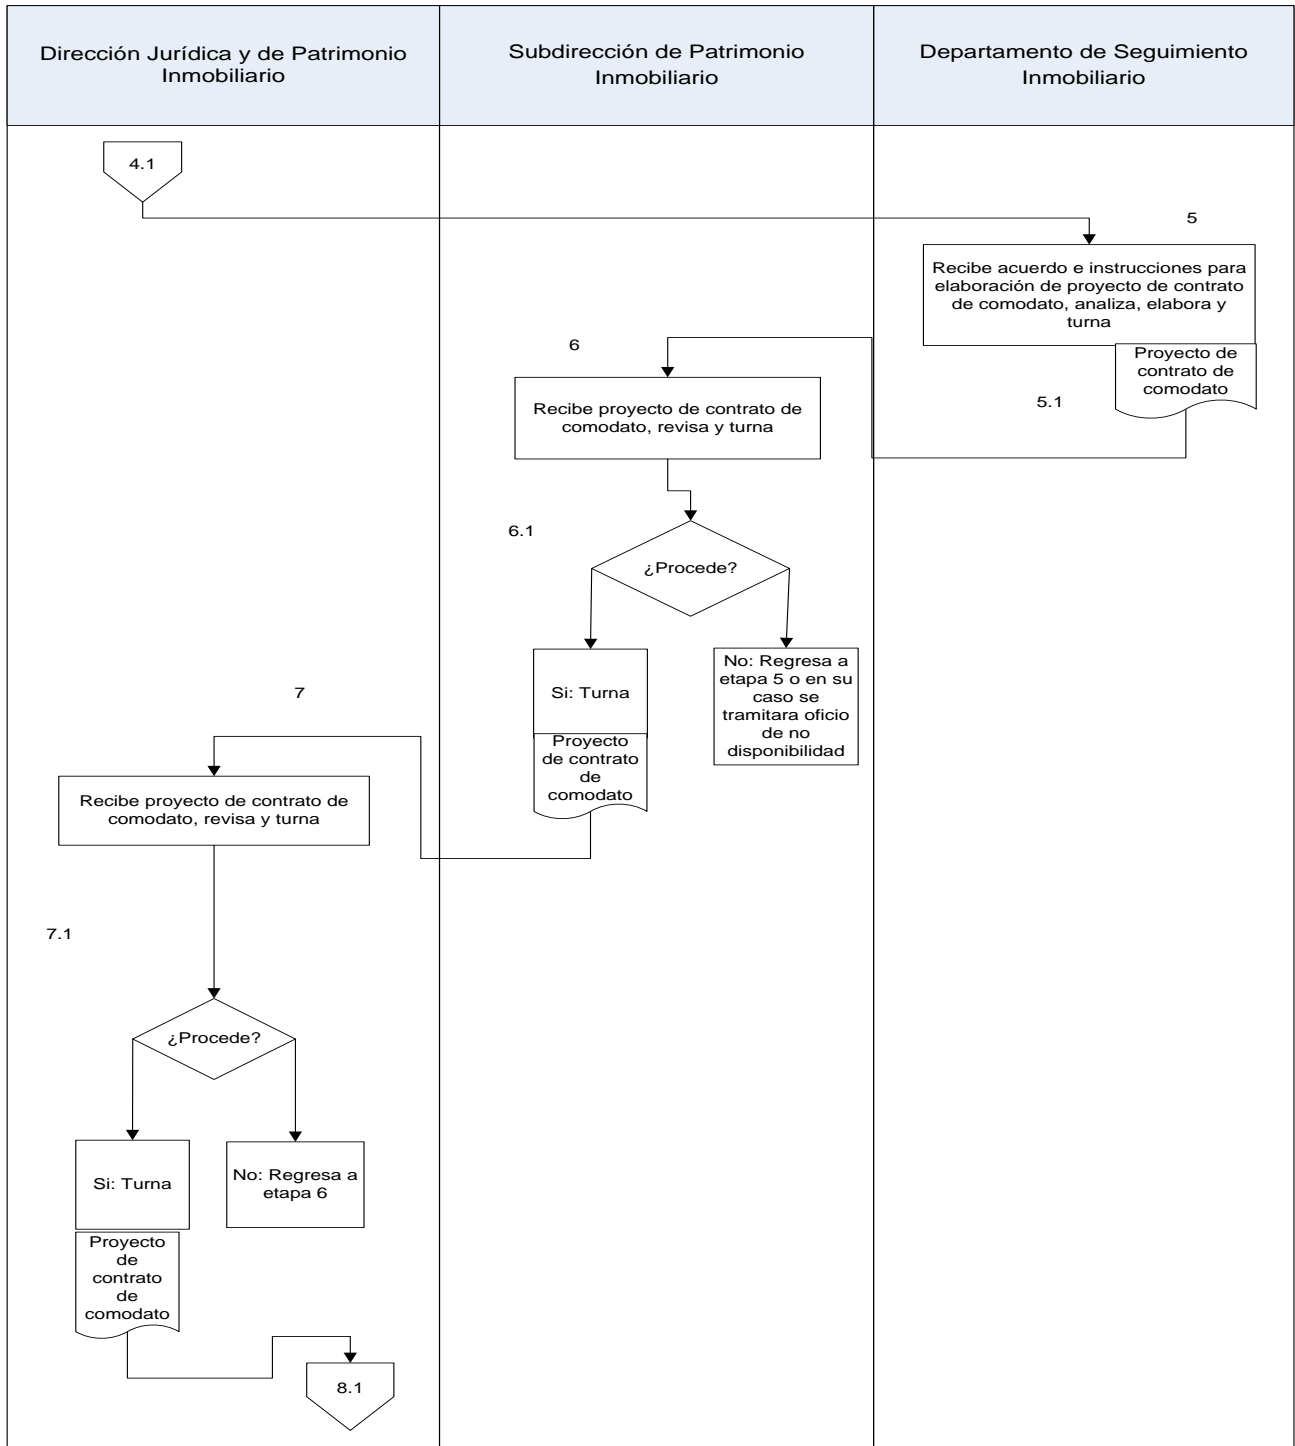 Dirección Jurídica y de Patrimonio
Inmobiliario
Subdirección de Patrimonio
Inmobiliario
Departamento de Seguimiento
Inmobiliario
4.1
5
Recibe acuerdo e instrucciones para
elaboración de proyecto de contrato
de comodato, analiza, elabora y
turna
Proyecto de
contrato de
comodato
5.1
6
Recibe proyecto de contrato de
comodato, revisa y turna
6.1
¿Procede?
Si: Turna
Proyecto
de contrato
de
comodato
No: Regresa a
etapa 5 o en su
caso se
tramitara oficio
de no
disponibilidad
7
Recibe proyecto de contrato de
comodato, revisa y turna
7.1
¿Procede?
Si: Turna
No: Regresa a
etapa 6
Proyecto
de
contrato
de
comodato
8.1